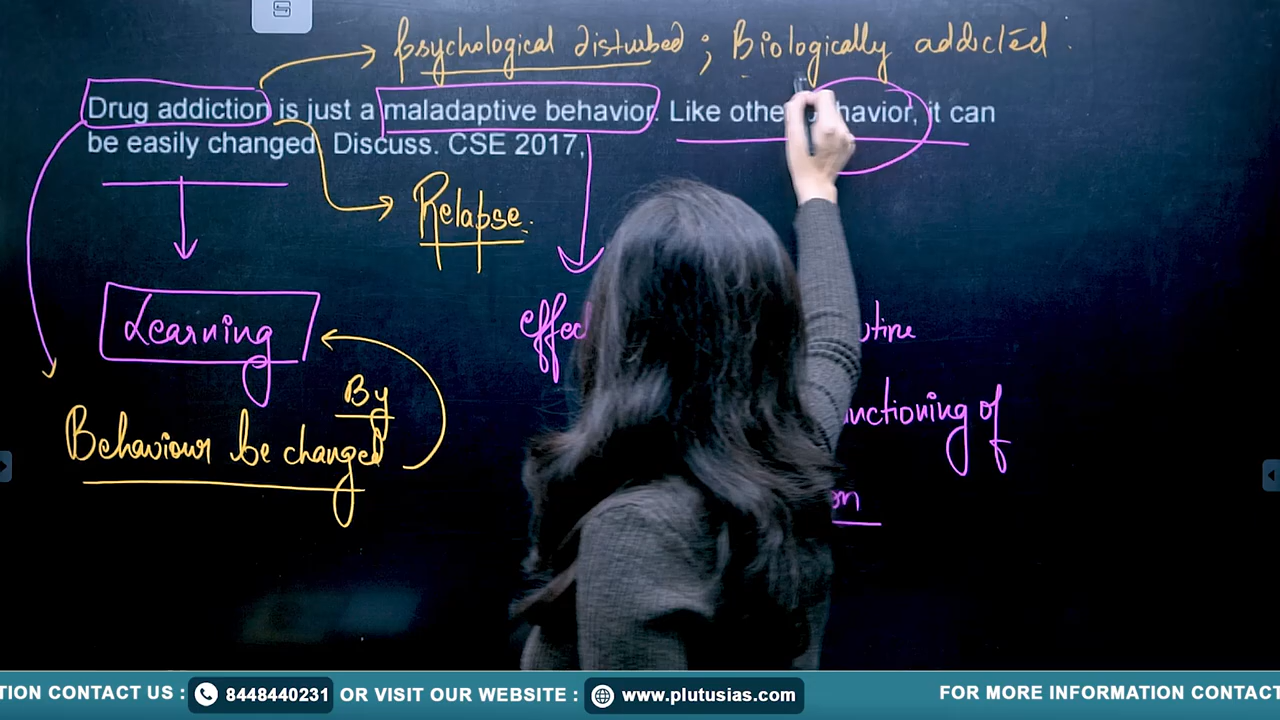 psychological disturbed ; Biologically addicted.
Drug addiction is just a maladaptive behavior. Like other behavior, it can
be easily changed. Discuss. CSE 2017,
Relapse.
Learning
By
Behaviour be changed
functioning of
TION CONTACT US : 8448440231 OR VISIT OUR WEBSITE : www.plutusias.com FOR MORE INFORMATION CONTACT